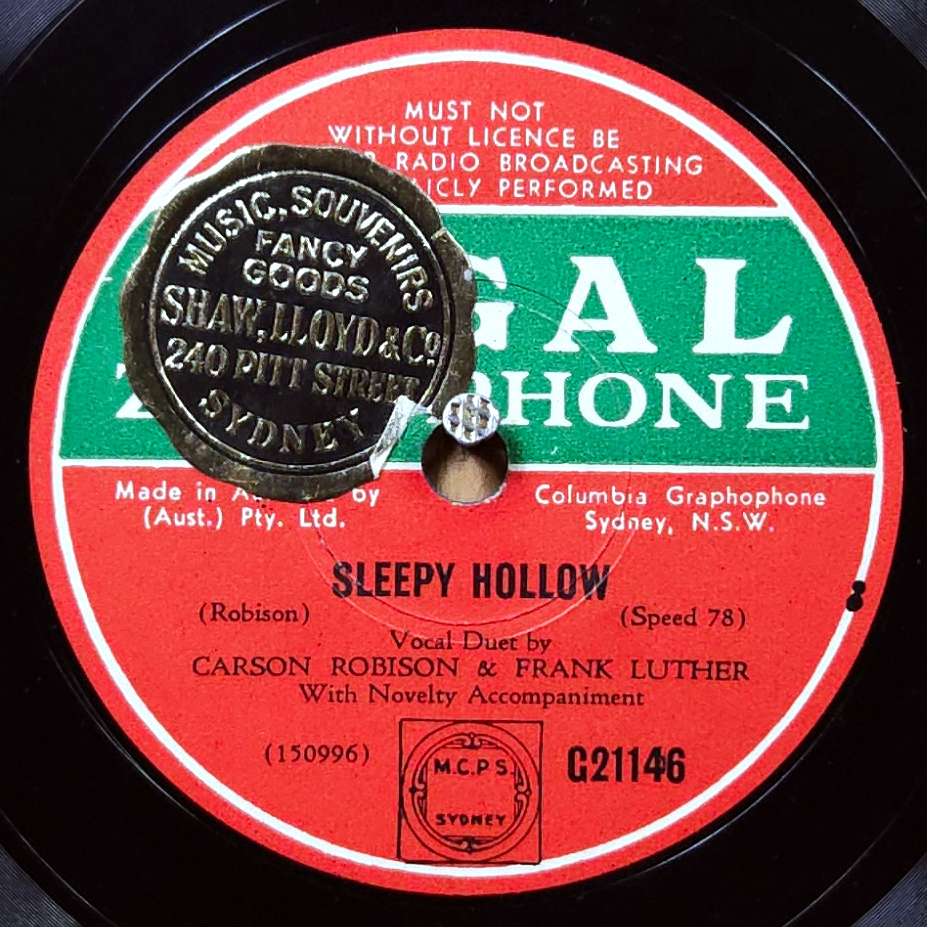 MUST NOT
WITHOUT LICENCE BE
RADIO BROADCASTING
LICLY PERFORMED
MUSIC, SOUVENIRS
FANCY
GOODS
SHAW, LLOYD & Co
240 PITT STREET
SYDNEY
GAL
Z PHONE
Made in A by Columbia Graphophone
(Aust.) Pty. Ltd. Sydney, N.S.W.
SLEEPY HOLLOW
(Robison) (Speed 78)
Vocal Duet by
CARSON ROBISON & FRANK LUTHER
With Novelty Accompaniment
(150996) G21146
M.C.P S
SYDNEY